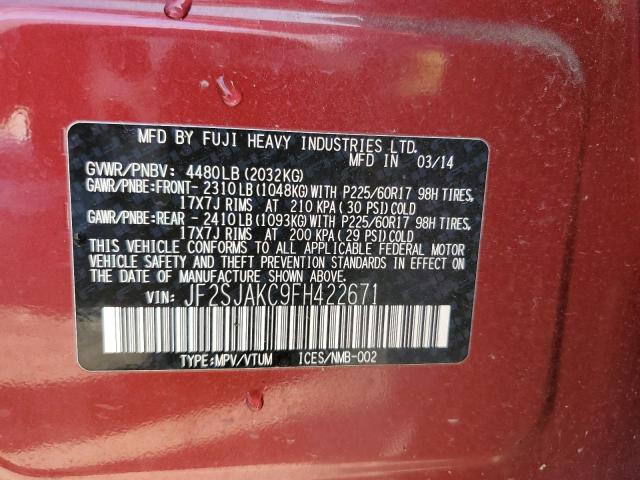 MFD BY FUJI HEAVY INDUSTRIES LTD.
MFD IN 03/14
GVWR/PNBV: 4480LB(2032KG)
GAWR/PNBE:FRONT- 2310LB(1048KG)WITH P225/60R17 98H TIRES,
17X7J RIMS AT 210 KPA(30 PSI)COLD
GAWR/PNBE:REAR - 2410LB(1093KG)WITH P225/60R17 98H TIRES,
17X7J RIMS AT 200 KPA(29 PSI)COLD
THIS VEHICLE CONFORMS TO ALL APPLICABLE FEDERAL MOTOR
VEHICLE SAFETY AND THEFT PREVENTION STANDARDS IN EFFECT ON
THE DATE OF MANUFACTURE SHOWN ABOVE.
VIN: JF2SJAKC9FH422671
TYPE:MPV/VTUM ICES/NMB-002